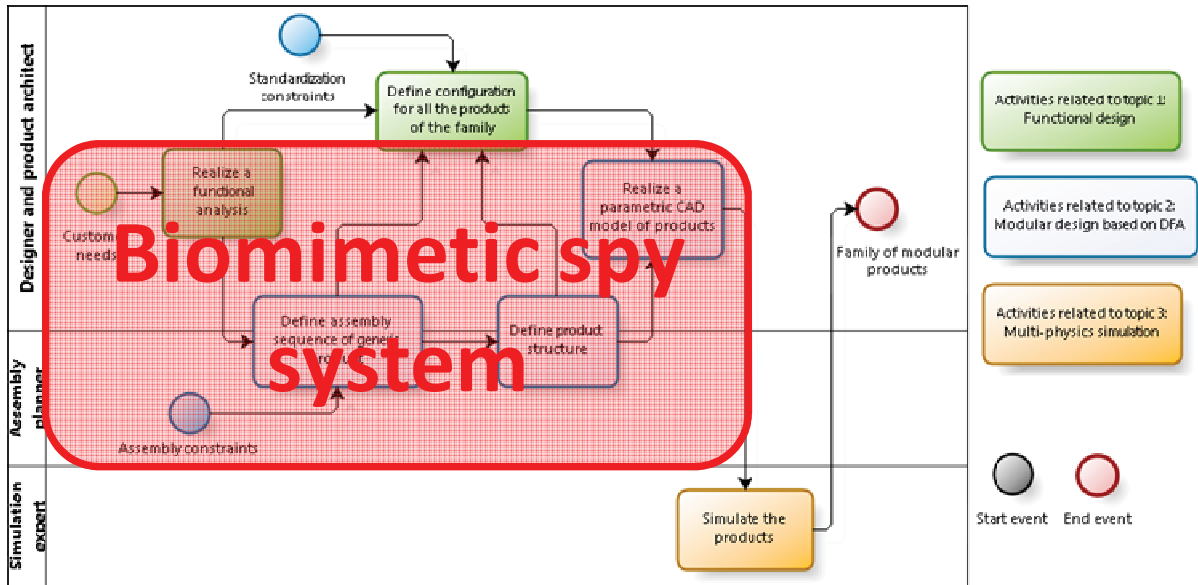 Designer and product architect
Assembly
planner
Simulation
expert
Standardization
constraints
Define configuration
for all the product
of the family
Realize a
functional
analysis
Customer
needs
Realize a
parametric CAD
model of products
Biomimetic spy
system
Define assembly
sequence of generic
product
Define product
structure
Assembly constraints
Simulate the
products
Family of modular
products
Activities related to topic 1:
Functional design
Activities related to topic 2:
Modular design based on DFA
Activities related to topic 3:
Multi-physics simulation
Start event
End event